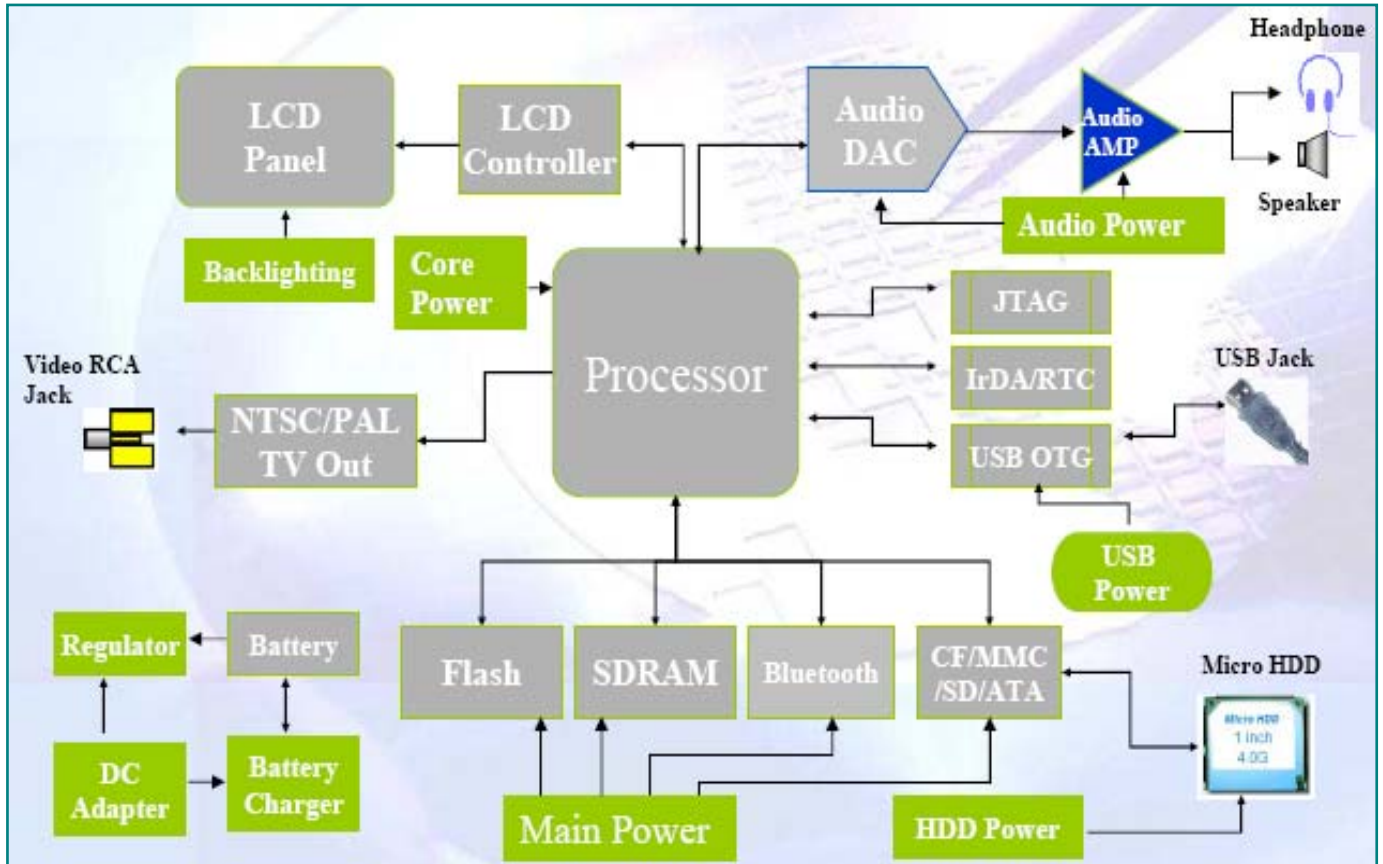 Headphone
LCD
Panel
LCD
Controller
Audio
DAC
Audio
AMP
Speaker
Audio Power
Backlighting
Core
Power
JTAG
Processor
IrDA/RTC
USB Jack
Video RCA
Jack
NTSC/PAL
TV Out
USB OTG
USB
Power
Regulator
Battery
Flash
SDRAM
Bluetooth
CF/MMC
/SD/ATA
Micro HDD
Micro HDD
1 inch
4.0G
DC
Adapter
Battery
Charger
Main Power
HDD Power